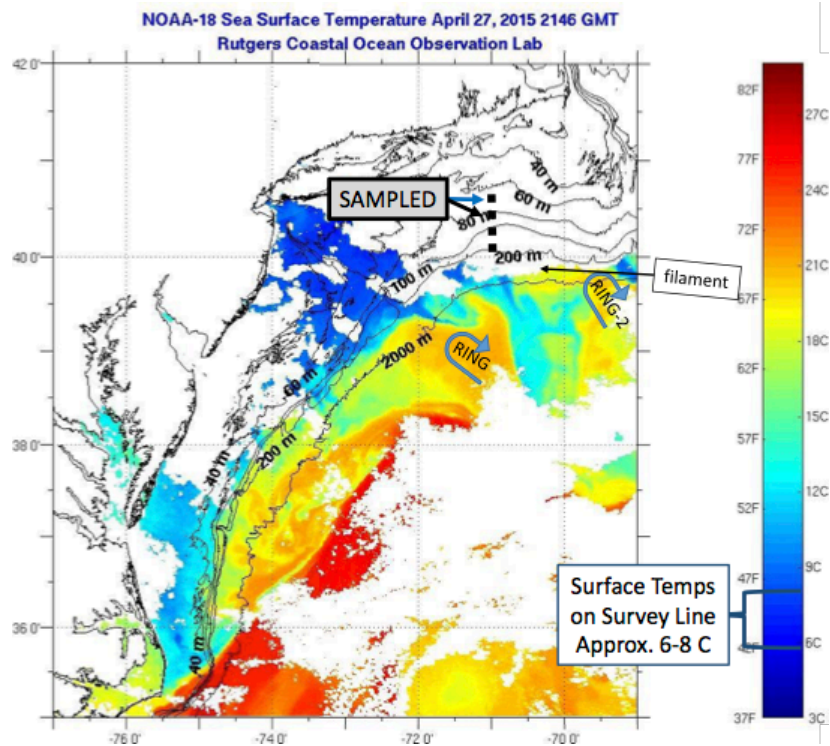 NOAA-18 Sea Surface Temperature April 27, 2015 2146 GMT
Rutgers Coastal Ocean Observation Lab
42 0'
40 0'
38 0'
36 0'
-76 0'
-74 0'
-72 0'
-70 0'
SAMPLED
40 m
60 m
80 m
200 m
100 m
filament
RING-2
RING
2000 m
60 m
200 m
40 m
40 m
82F
77F
72F
67F
62F
57F
52F
47F
37F
27C
24C
21C
18C
15C
12C
9C
6C
3C
Surface Temps
on Survey Line
Approx. 6-8 C